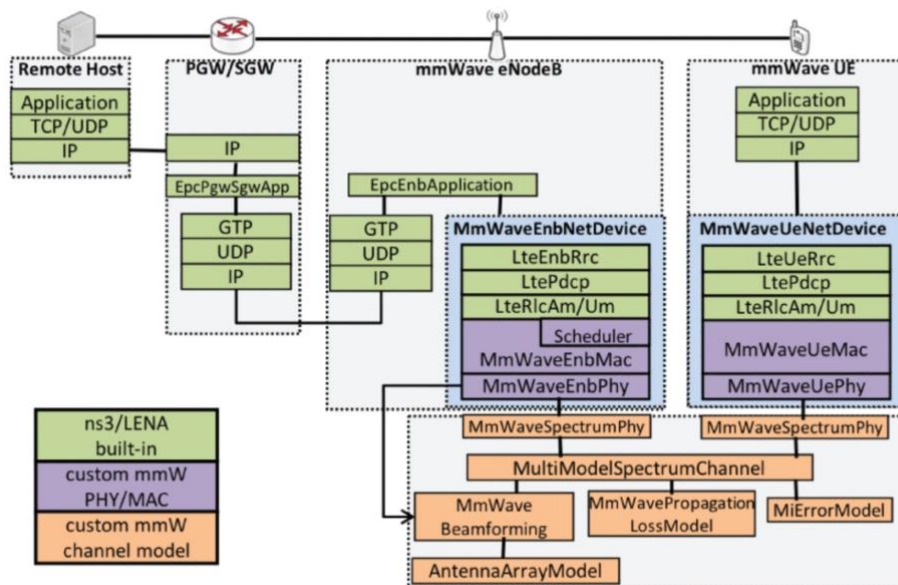 Remote Host
Application
TCP/UDP
IP
PGW/SGW
IP
EpcPgwSgwApp
GTP
UDP
IP
mmWave eNodeB
EpcEnbApplication
GTP
UDP
IP
MmWaveEnbNetDevice
LteEnbRrc
LtePdcp
LteRlcAm/Um
Scheduler
MmWaveEnbMac
MmWaveEnbPhy
mmWave UE
Application
TCP/UDP
IP
MmWaveUeNetDevice
LteUeRrc
LtePdcp
LteRlcAm/Um
MmWaveUeMac
MmWaveUePhy
MmWaveSpectrumPhy
MmWaveSpectrumPhy
MultiModelSpectrumChannel
MmWave
Beamforming
MmWavePropagation
LossModel
MiErrorModel
AntennaArrayModel
ns3/LENA
built-in
custom mmW
PHY/MAC
custom mmW
channel model